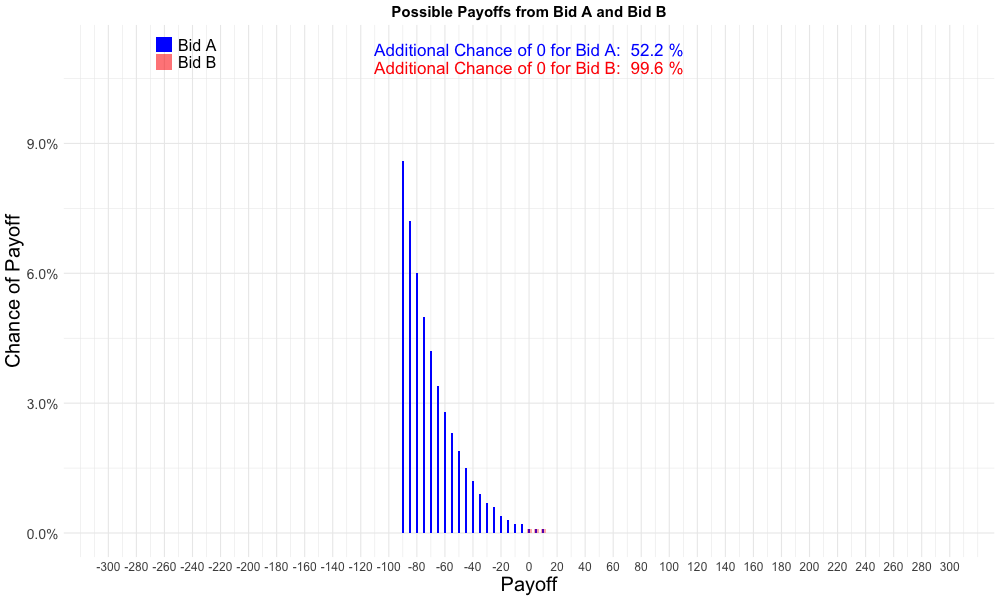 Possible Payoffs from Bid A and Bid B
Bid A
Bid B
Additional Chance of 0 for Bid A: 52.2 %
Additional Chance of 0 for Bid B: 99.6 %
Chance of Payoff
9.0%
6.0%
3.0%
0.0%
-300 -280 -260 -240 -220 -200 -180 -160 -140 -120 -100 -80 -60 -40 -20 0 20 40 60 80 100 120 140 160 180 200 220 240 260 280 300
Payoff